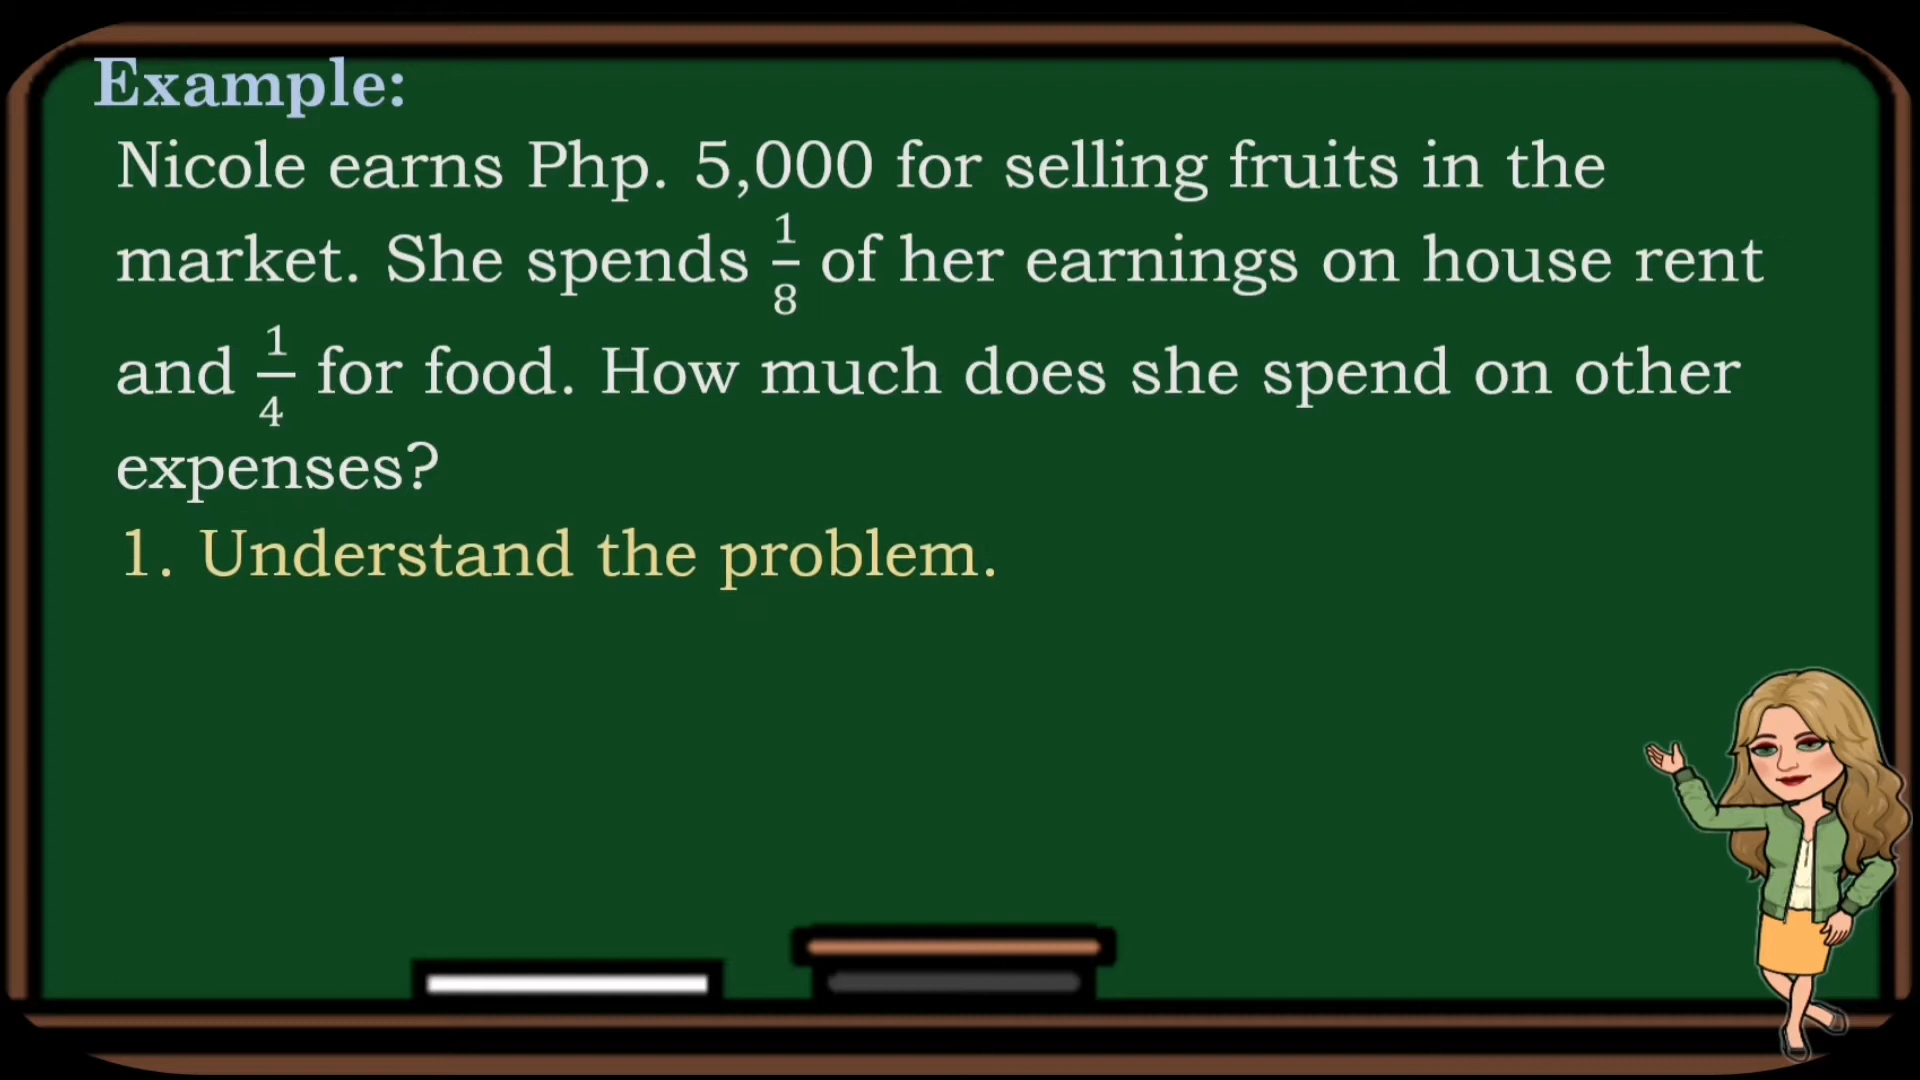 Example:
Nicole earns Php. 5,000 for selling fruits in the
market. She spends 1/8 of her earnings on house rent
and 1/4 for food. How much does she spend on other
expenses?
1. Understand the problem.